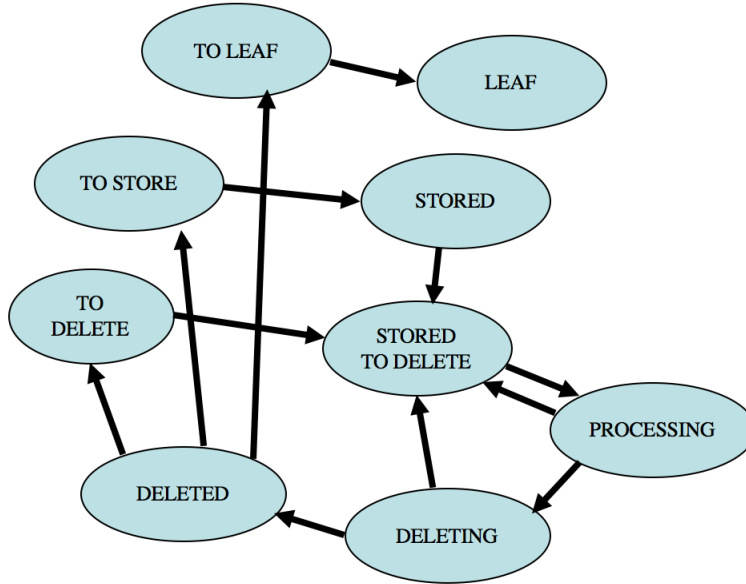 TO LEAF
LEAF
TO STORE
STORED
TO
DELETE
STORED
TO DELETE
PROCESSING
DELETED
DELETING